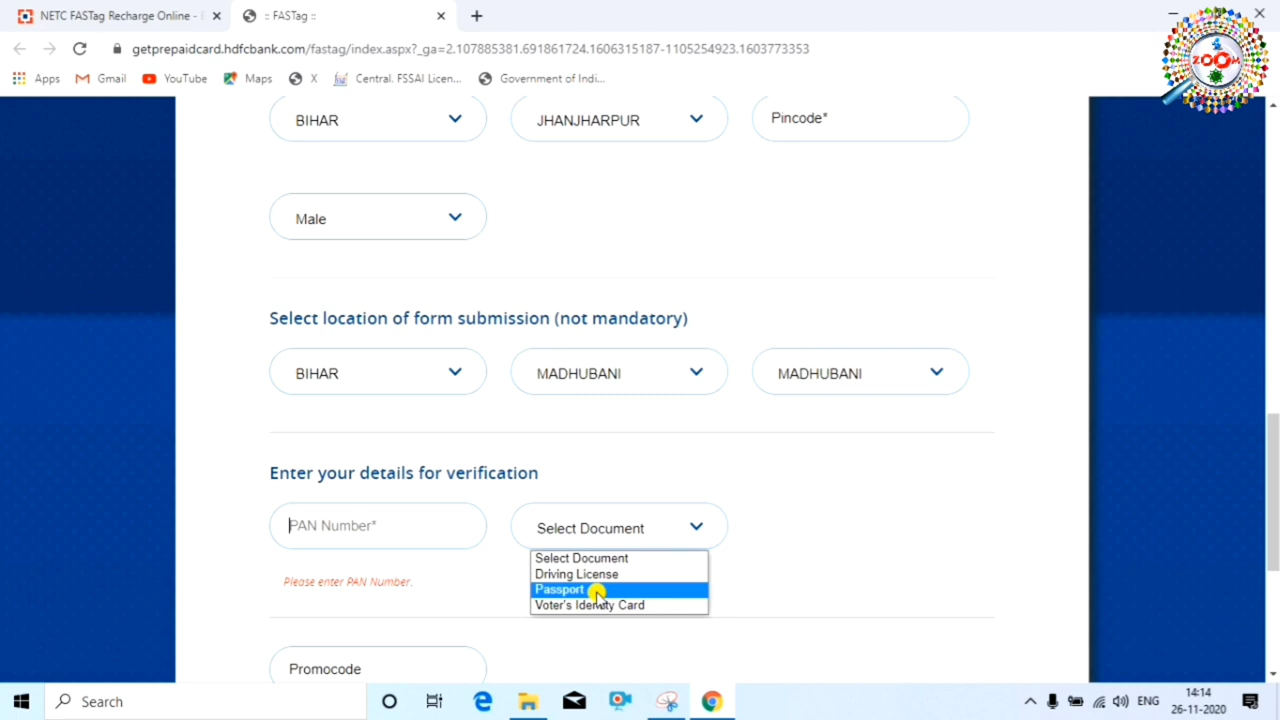 NETC FASTag Recharge Online -
:: FASTag ::
getprepaidcard.hdfcbank.com/fastag/index.aspx?_ga=2.107885381.691861724.1606315187-1105254923.1603773353
Apps
Gmail
YouTube
Maps
X
Central. FSSAI Licen...
Government of Indi...
ZOOM
BIHAR
JHANJHARPUR
Pincode*
Male
Select location of form submission (not mandatory)
BIHAR
MADHUBANI
MADHUBANI
Enter your details for verification
PAN Number*
Select Document
Please enter PAN Number.
Select Document
Driving License
Passport
Voter's Identity Card
Promocode
Search
ENG
14:14
26-11-2020